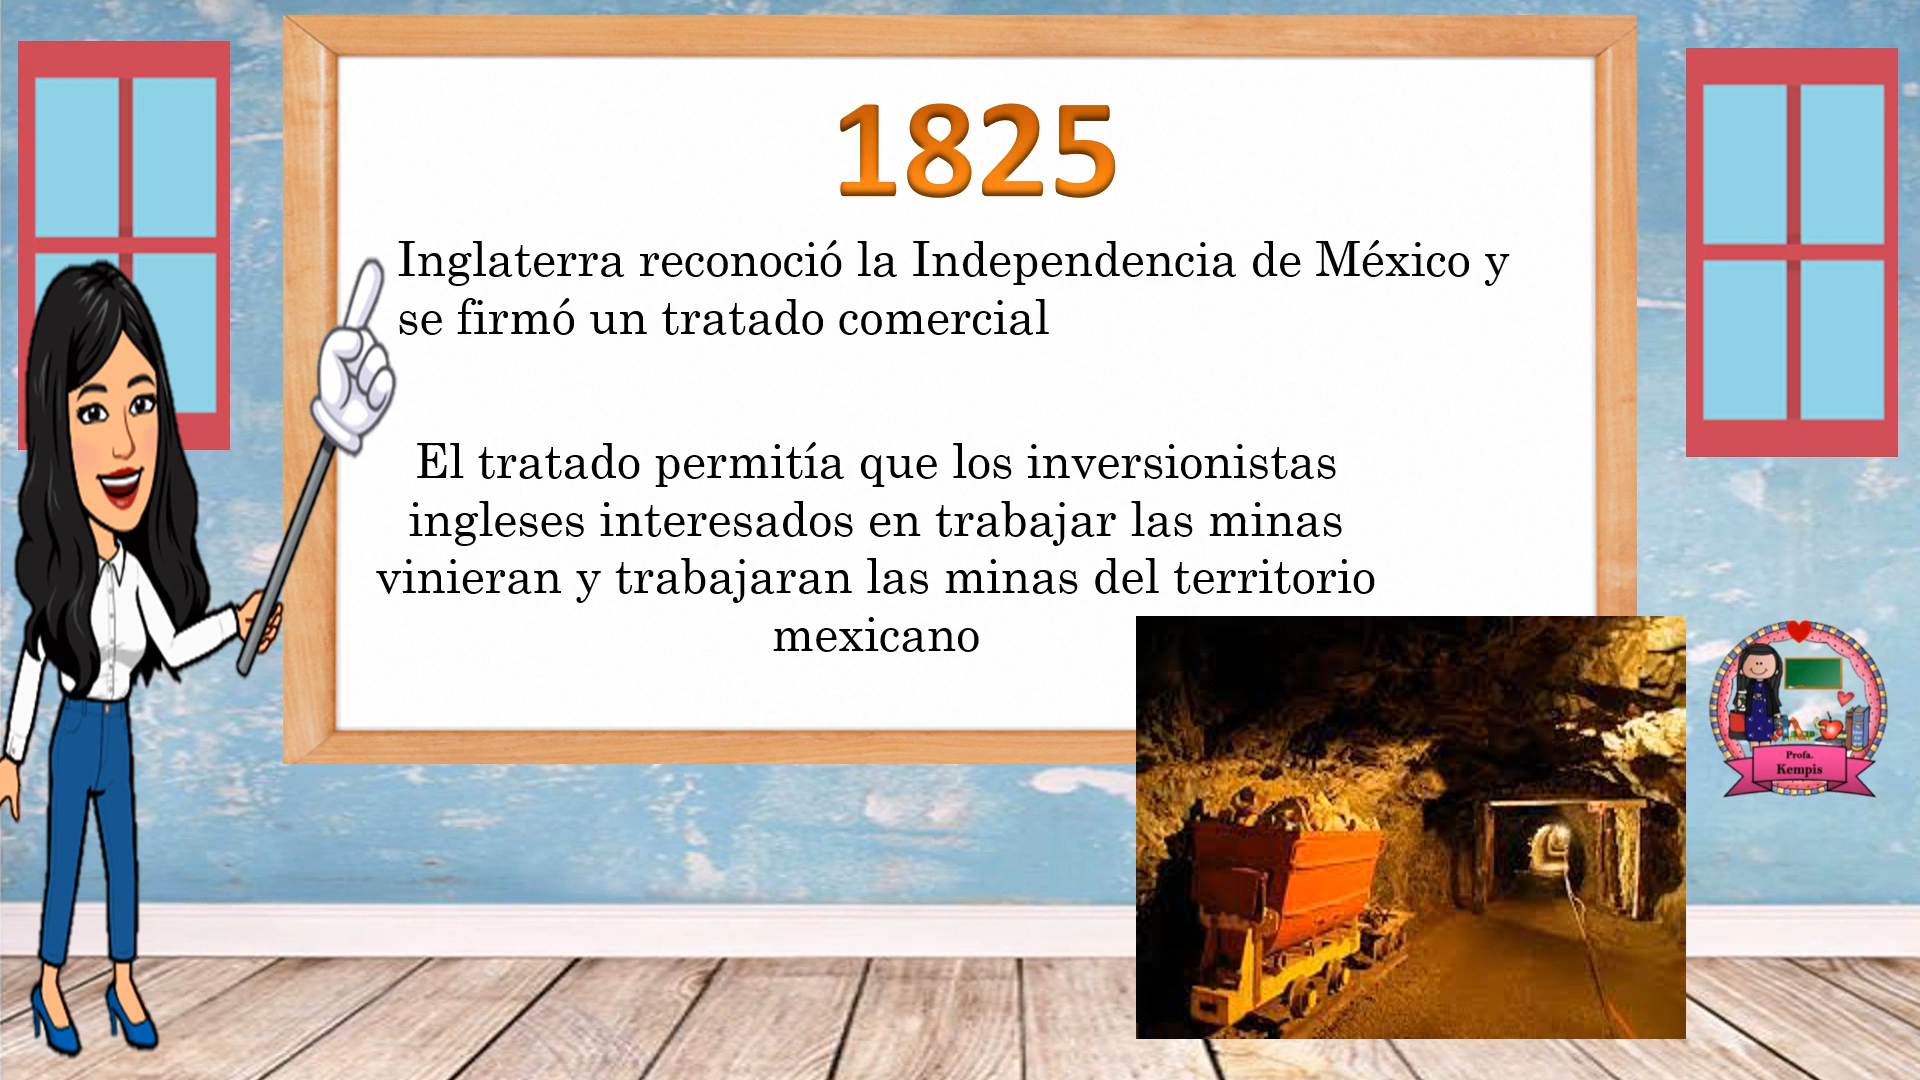 1825
Inglaterra reconoció la Independencia de México y
se firmó un tratado comercial
El tratado permitía que los inversionistas
ingleses interesados en trabajar las minas
vinieran y trabajaran las minas del territorio
mexicano
Profa.
Kempis